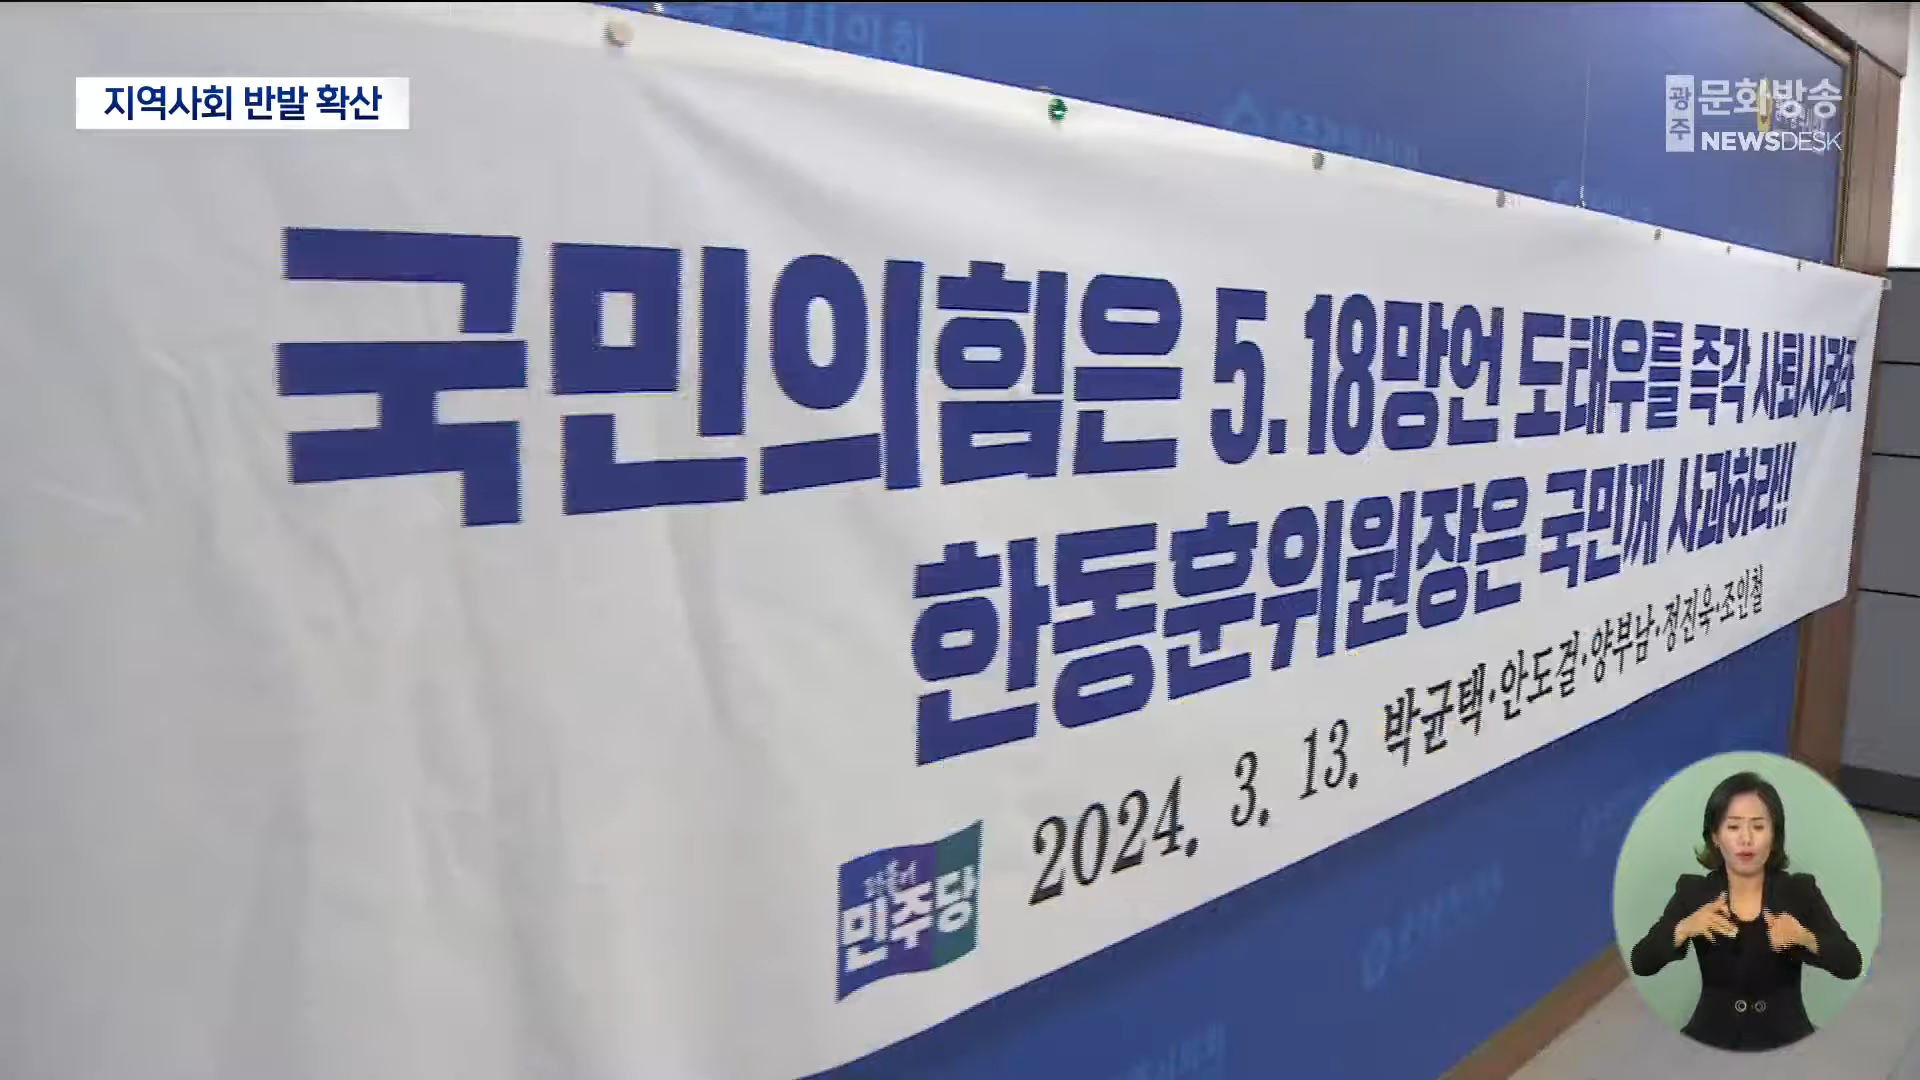 지역사회 반발 확산
광주 문화방송
NEWSDESK
국민의힘은 5.18망언 도태우를 즉각 사퇴시켜라
한동훈위원장은 국민께 사과하라!!
2024. 3. 13. 박균택·안도걸·양부남·정진욱·조인철
더불어
민주당